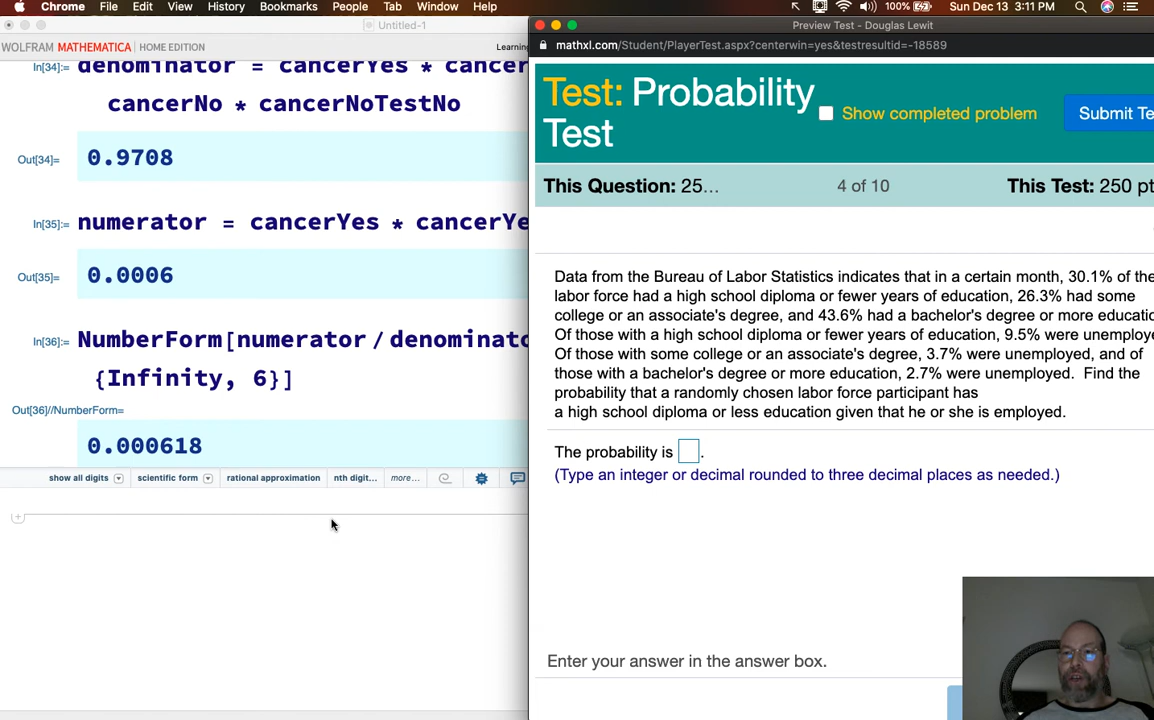 Chrome File Edit View History Bookmarks People Tab Window Help 100% Sun Dec 13 3:11 PM
Untitled-1
WOLFRAM MATHEMATICA | HOME EDITION Learning
In[34]:= denominator = cancerYes * cancer
cancerNo * cancerNoTestNo
Out[34]= 0.9708
In[35]:= numerator = cancerYes * cancerYe
Out[35]= 0.0006
In[36]:= NumberForm[numerator / denominato
{Infinity, 6}]
Out[36]//NumberForm=
0.000618
show all digits scientific form rational approximation nth digit... more...
Preview Test - Douglas Lewit
mathxl.com/Student/PlayerTest.aspx?centerwin=yes&testresultid=-18589
Test: Probability
Test
Show completed problem
Submit Te
This Question: 25... 4 of 10 This Test: 250 pt
Data from the Bureau of Labor Statistics indicates that in a certain month, 30.1% of the
labor force had a high school diploma or fewer years of education, 26.3% had some
college or an associate's degree, and 43.6% had a bachelor's degree or more educatio
Of those with a high school diploma or fewer years of education, 9.5% were unemploye
Of those with some college or an associate's degree, 3.7% were unemployed, and of
those with a bachelor's degree or more education, 2.7% were unemployed. Find the
probability that a randomly chosen labor force participant has
a high school diploma or less education given that he or she is employed.
The probability is .
(Type an integer or decimal rounded to three decimal places as needed.)
Enter your answer in the answer box.